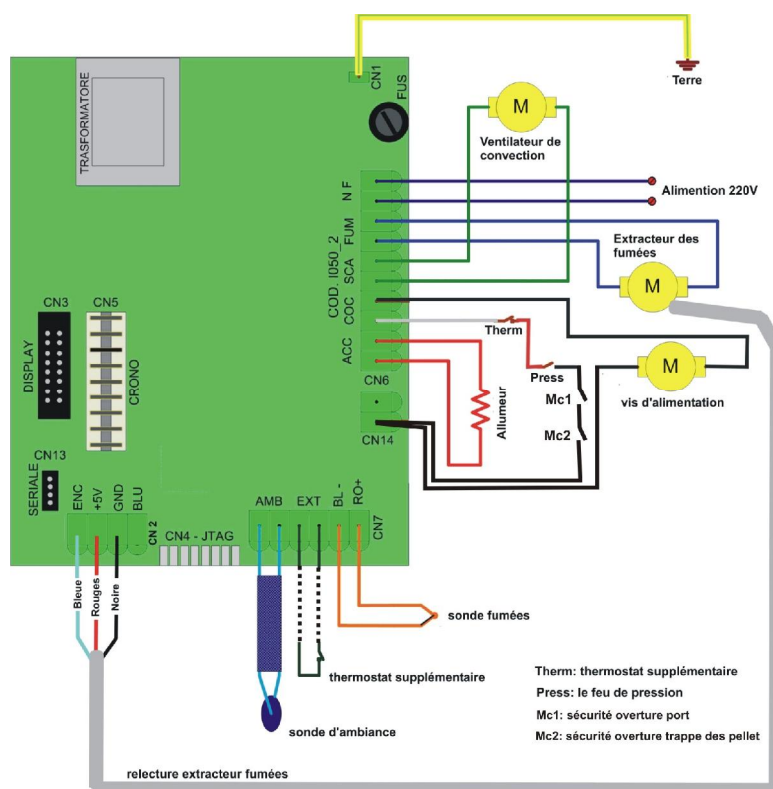 TRASFORMATORE
CN1
FUS
Terre
M
Ventilateur de
convection
N F
Alimention 220V
FUM
Extracteur des
fumées
M
COD. I050_2
SCA
COC
Therm
ACC
Press
M
vis d'alimentation
Mc1
Mc2
Allumeur
CN6
CN14
CN3
CN5
DISPLAY
CRONO
CN13
SERIALE
ENC
+5V
GND
BLU
CN 2
CN4 - JTAG
AMB
EXT
BL -
RO+
CN7
Bleue
Rouges
Noire
sonde fumées
thermostat supplémentaire
sonde d'ambiance
Therm: thermostat supplémentaire
Press: le feu de pression
Mc1: sécurité overture port
Mc2: sécurité overture trappe des pellet
relecture extracteur fumées